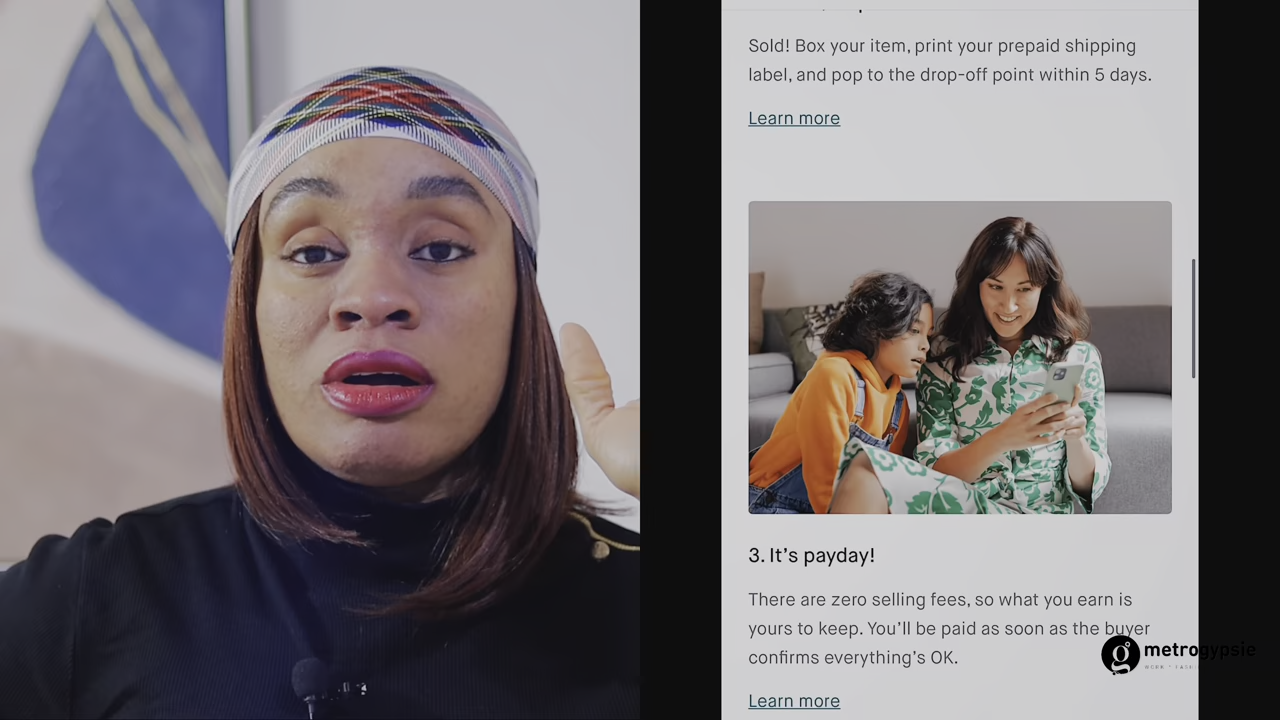 Sold! Box your item, print your prepaid shipping
label, and pop to the drop-off point within 5 days.
Learn more
3. It’s payday!
There are zero selling fees, so what you earn is
yours to keep. You’ll be paid as soon as the buyer
confirms everything’s OK.
Learn more
metrogypsie